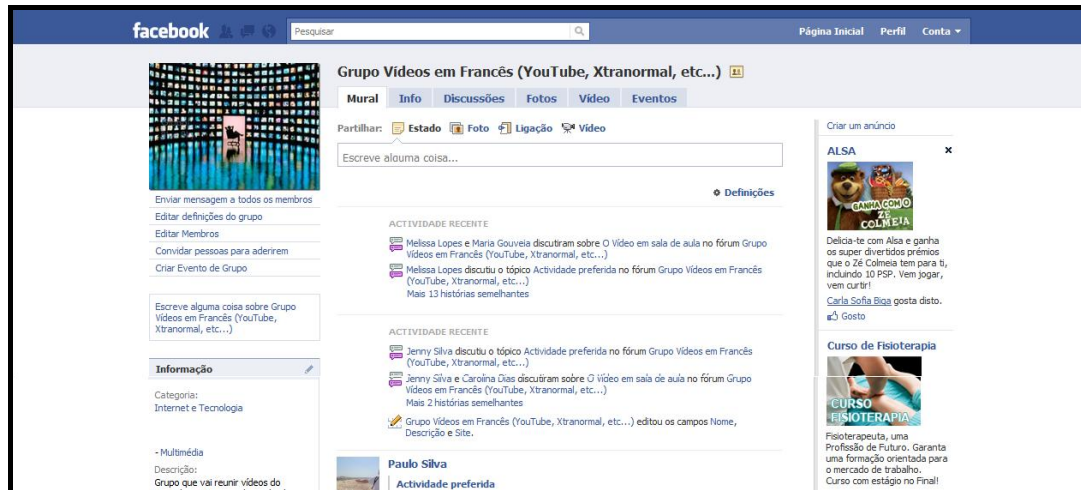 facebook
Pesquisar
Página Inicial Perfil Conta
Grupo Vídeos em Francês (YouTube, Xtranormal, etc...)
Mural Info Discussões Fotos Vídeo Eventos
Partilhar: Estado Foto Ligação Vídeo
Escreve alguma coisa...
Definições
Enviar mensagem a todos os membros
Editar definições do grupo
Editar Membros
Convidar pessoas para aderirem
Criar Evento de Grupo
Escreve alguma coisa sobre Grupo
Vídeos em Francês (YouTube,
Xtranormal, etc...)
Informação
Categoria:
Internet e Tecnologia
- Multimédia
Descrição:
Grupo que vai reunir vídeos do
ACTIVIDADE RECENTE
Melissa Lopes e Maria Gouveia discutiram sobre O Vídeo em sala de aula no fórum Grupo
Vídeos em Francês (YouTube, Xtranormal, etc...)
Melissa Lopes discutiu o tópico Actividade preferida no fórum Grupo Vídeos em Francês
(YouTube, Xtranormal, etc...)
Mais 13 histórias semelhantes
ACTIVIDADE RECENTE
Jenny Silva discutiu o tópico Actividade preferida no fórum Grupo Vídeos em Francês
(YouTube, Xtranormal, etc...)
Jenny Silva e Carolina Dias discutiram sobre O Vídeo em sala de aula no fórum Grupo
Vídeos em Francês (YouTube, Xtranormal, etc...)
Mais 2 histórias semelhantes
Grupo Vídeos em Francês (YouTube, Xtranormal, etc...) editou os campos Nome,
Descrição e Site.
Paulo Silva
Actividade preferida
Criar um anúncio
ALSA
x
GANHA COM O
ZÉ
COLMEIA
Delicia-te com Alsa e ganha
os super divertidos prémios
que o Zé Colmeia tem para ti,
incluindo 10 PSP. Vem jogar,
vem curtir!
Carla Sofia Biga gosta disto.
Gosto
Curso de Fisioterapia
CURSO
FISIOTERAPIA
Fisioterapeuta, uma
Profissão de Futuro. Garanta
uma formação orientada para
o mercado de trabalho.
Curso com estágio no Final!